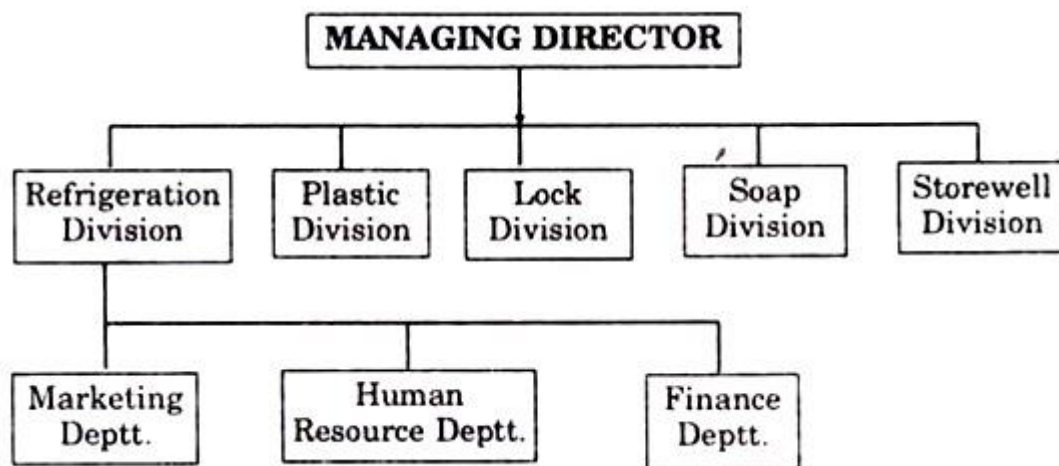 MANAGING DIRECTOR
Refrigeration
Division
Plastic
Division
Lock
Division
Soap
Division
Storewell
Division
Marketing
Deptt.
Human
Resource Deptt.
Finance
Deptt.